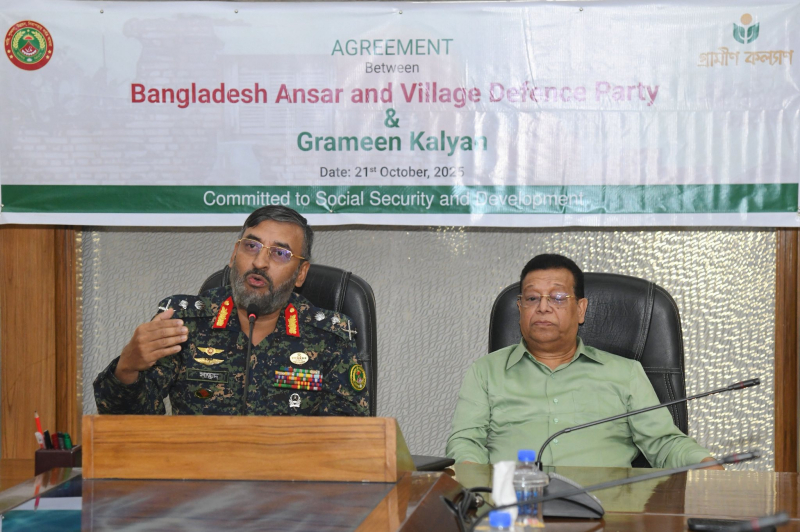 AGREEMENT
Between
Bangladesh Ansar and Village Defence Party
&
Grameen Kalyan
Date: 21st October, 2025
Committed to Social Security and Development
গ্রামীণ কল্যাণ